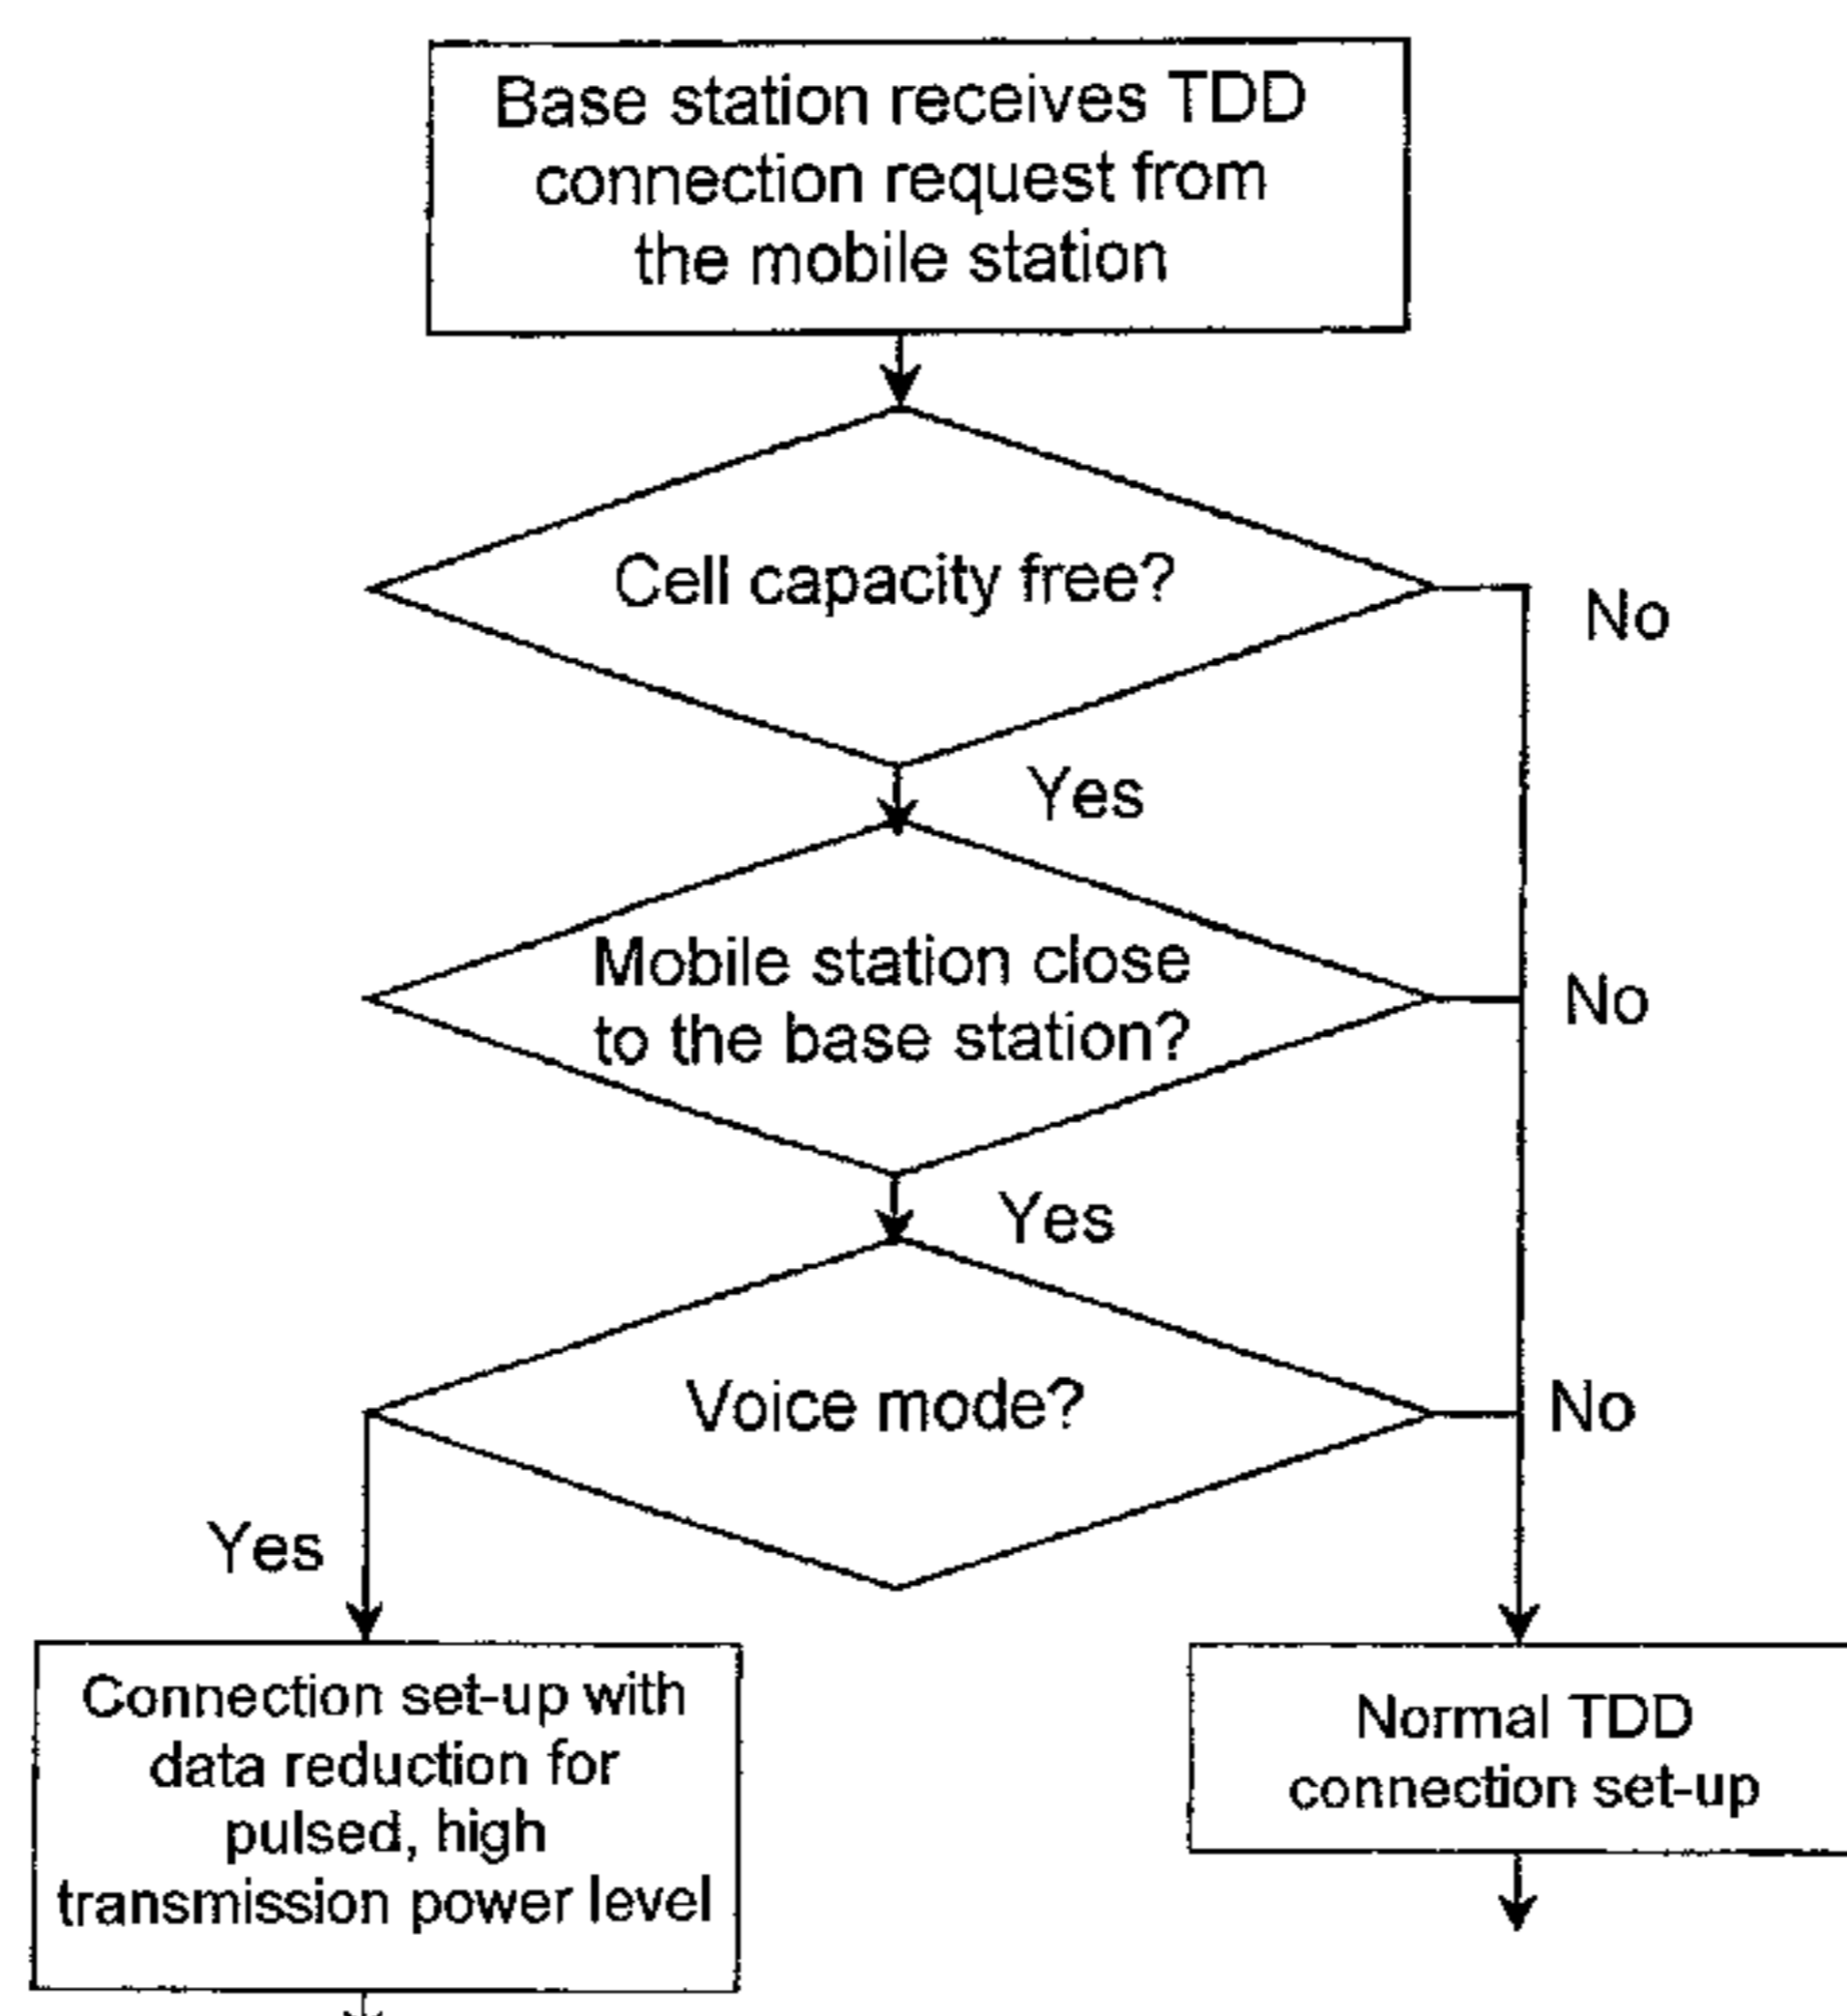 Base station receives TDD
connection request from
the mobile station
Cell capacity free?
No
Yes
Mobile station close
to the base station?
No
Yes
Voice mode?
No
Yes
Connection set-up with
data reduction for
pulsed, high
transmission power level
Normal TDD
connection set-up